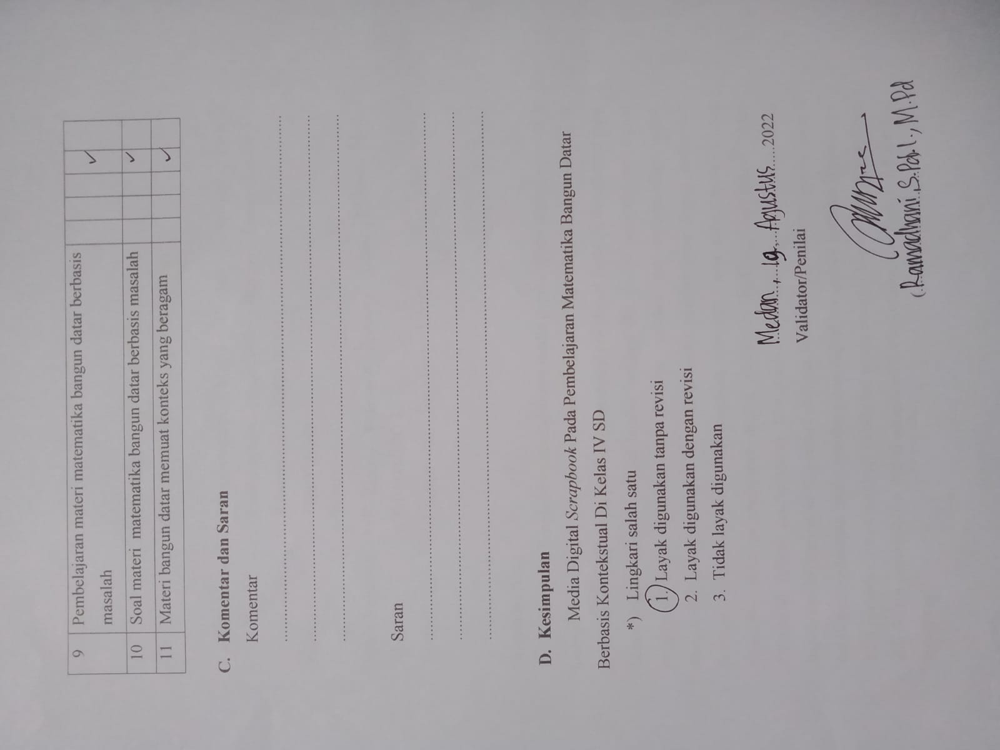 9 Pembelajaran materi matematika bangun datar berbasis
masalah ✓
10 Soal materi matematika bangun datar berbasis masalah ✓
11 Materi bangun datar memuat konteks yang beragam ✓
C. Komentar dan Saran
Komentar
................................................................................
................................................................................
................................................................................
Saran
................................................................................
................................................................................
................................................................................
D. Kesimpulan
Media Digital Scrapbook Pada Pembelajaran Matematika Bangun Datar
Berbasis Kontekstual Di Kelas IV SD
*) Lingkari salah satu
1. Layak digunakan tanpa revisi
2. Layak digunakan dengan revisi
3. Tidak layak digunakan
Medan, 19 Agustus 2022
Validator/Penilai
(Ramadhani, S.Pd.I., M.Pd